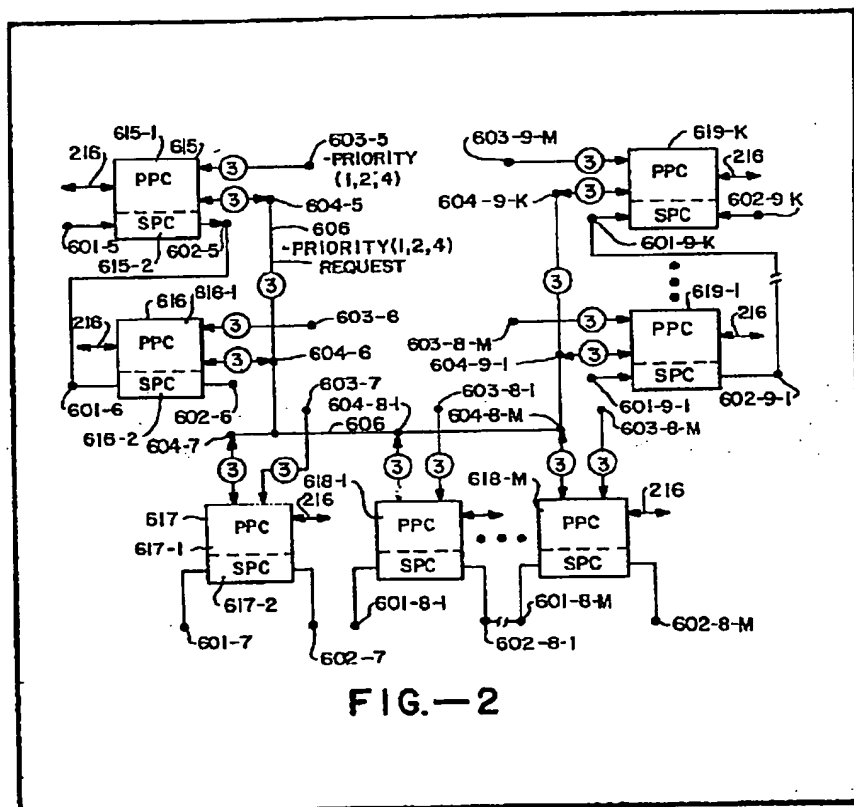 615-1
615
216
PPC
3
603-5
-PRIORITY
(1,2,4)
3
604-5
606
SPC
601-5
602-5
615-2
-PRIORITY(1,2,4)
REQUEST
3
616
616-1
216
PPC
3
603-6
3
604-6
SPC
601-6
602-6
616-2
603-7
604-7
606
3
3
617
PPC
216
617-1
SPC
617-2
601-7
602-7
604-8-1
603-8-1
3
3
618-1
PPC
216
SPC
601-8-1
602-8-1
604-8-M
603-8-M
3
3
618-M
PPC
216
SPC
601-8-M
602-8-M
603-9-M
619-K
3
PPC
216
604-9-K
3
602-9K
SPC
601-9-K
3
619-1
603-8-M
3
PPC
216
604-9-1
3
SPC
601-9-1
602-9-1
FIG.—2